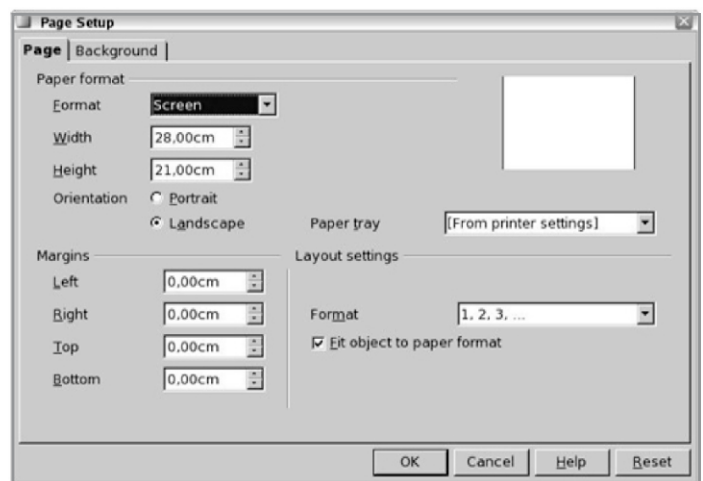 Page Setup
Page Background
Paper format
Format Screen
Width 28,00cm
Height 21,00cm
Orientation Portrait
Landscape Paper tray [From printer settings]
Margins Layout settings
Left 0,00cm
Right 0,00cm Format 1, 2, 3, ...
Top 0,00cm Fit object to paper format
Bottom 0,00cm
OK Cancel Help Reset